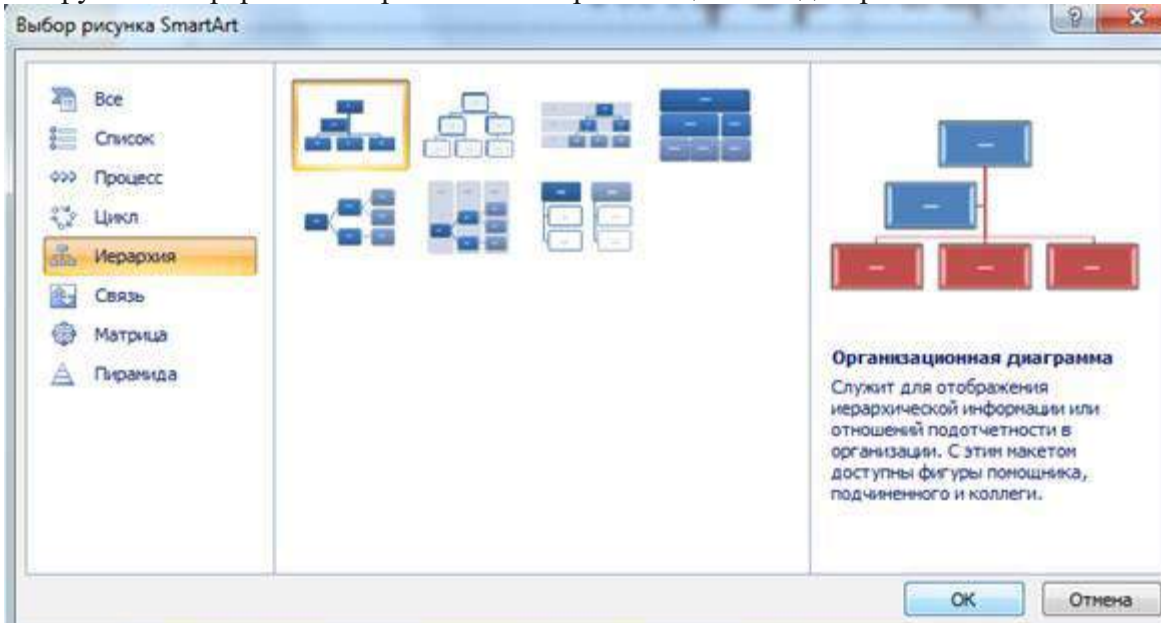 Выбор рисунка SmartArt
Все
Список
Процесс
Цикл
Иерархия
Связь
Матрица
Пирамида
Организационная диаграмма
Служит для отображения
иерархической информации или
отношений подотчетности в
организации. С этим макетом
доступны фигуры помощника,
подчиненного и коллеги.
ОК
Отмена